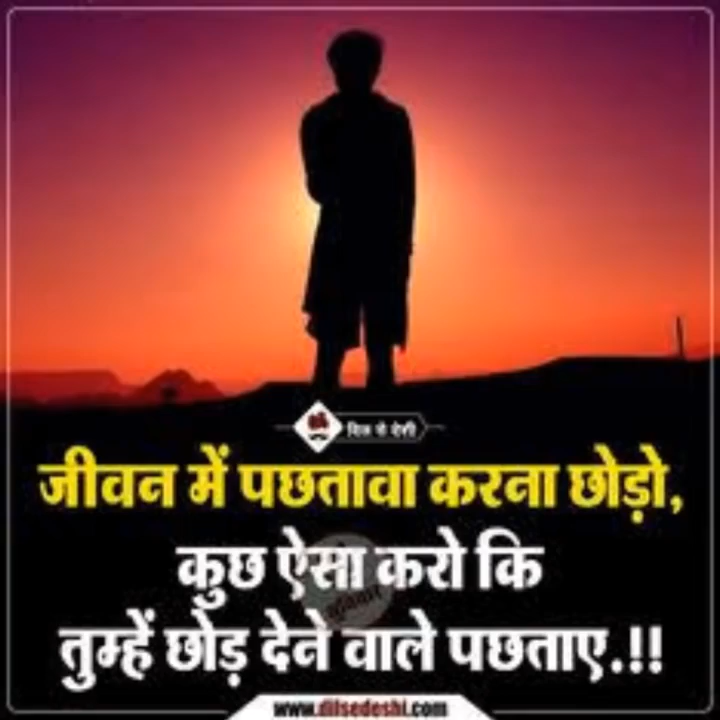 दिल से देशी
जीवन में पछतावा करना छोड़ो,
कुछ ऐसा करो कि
तुम्हें छोड़ देने वाले पछताए.!!
www.dilsedeshi.com